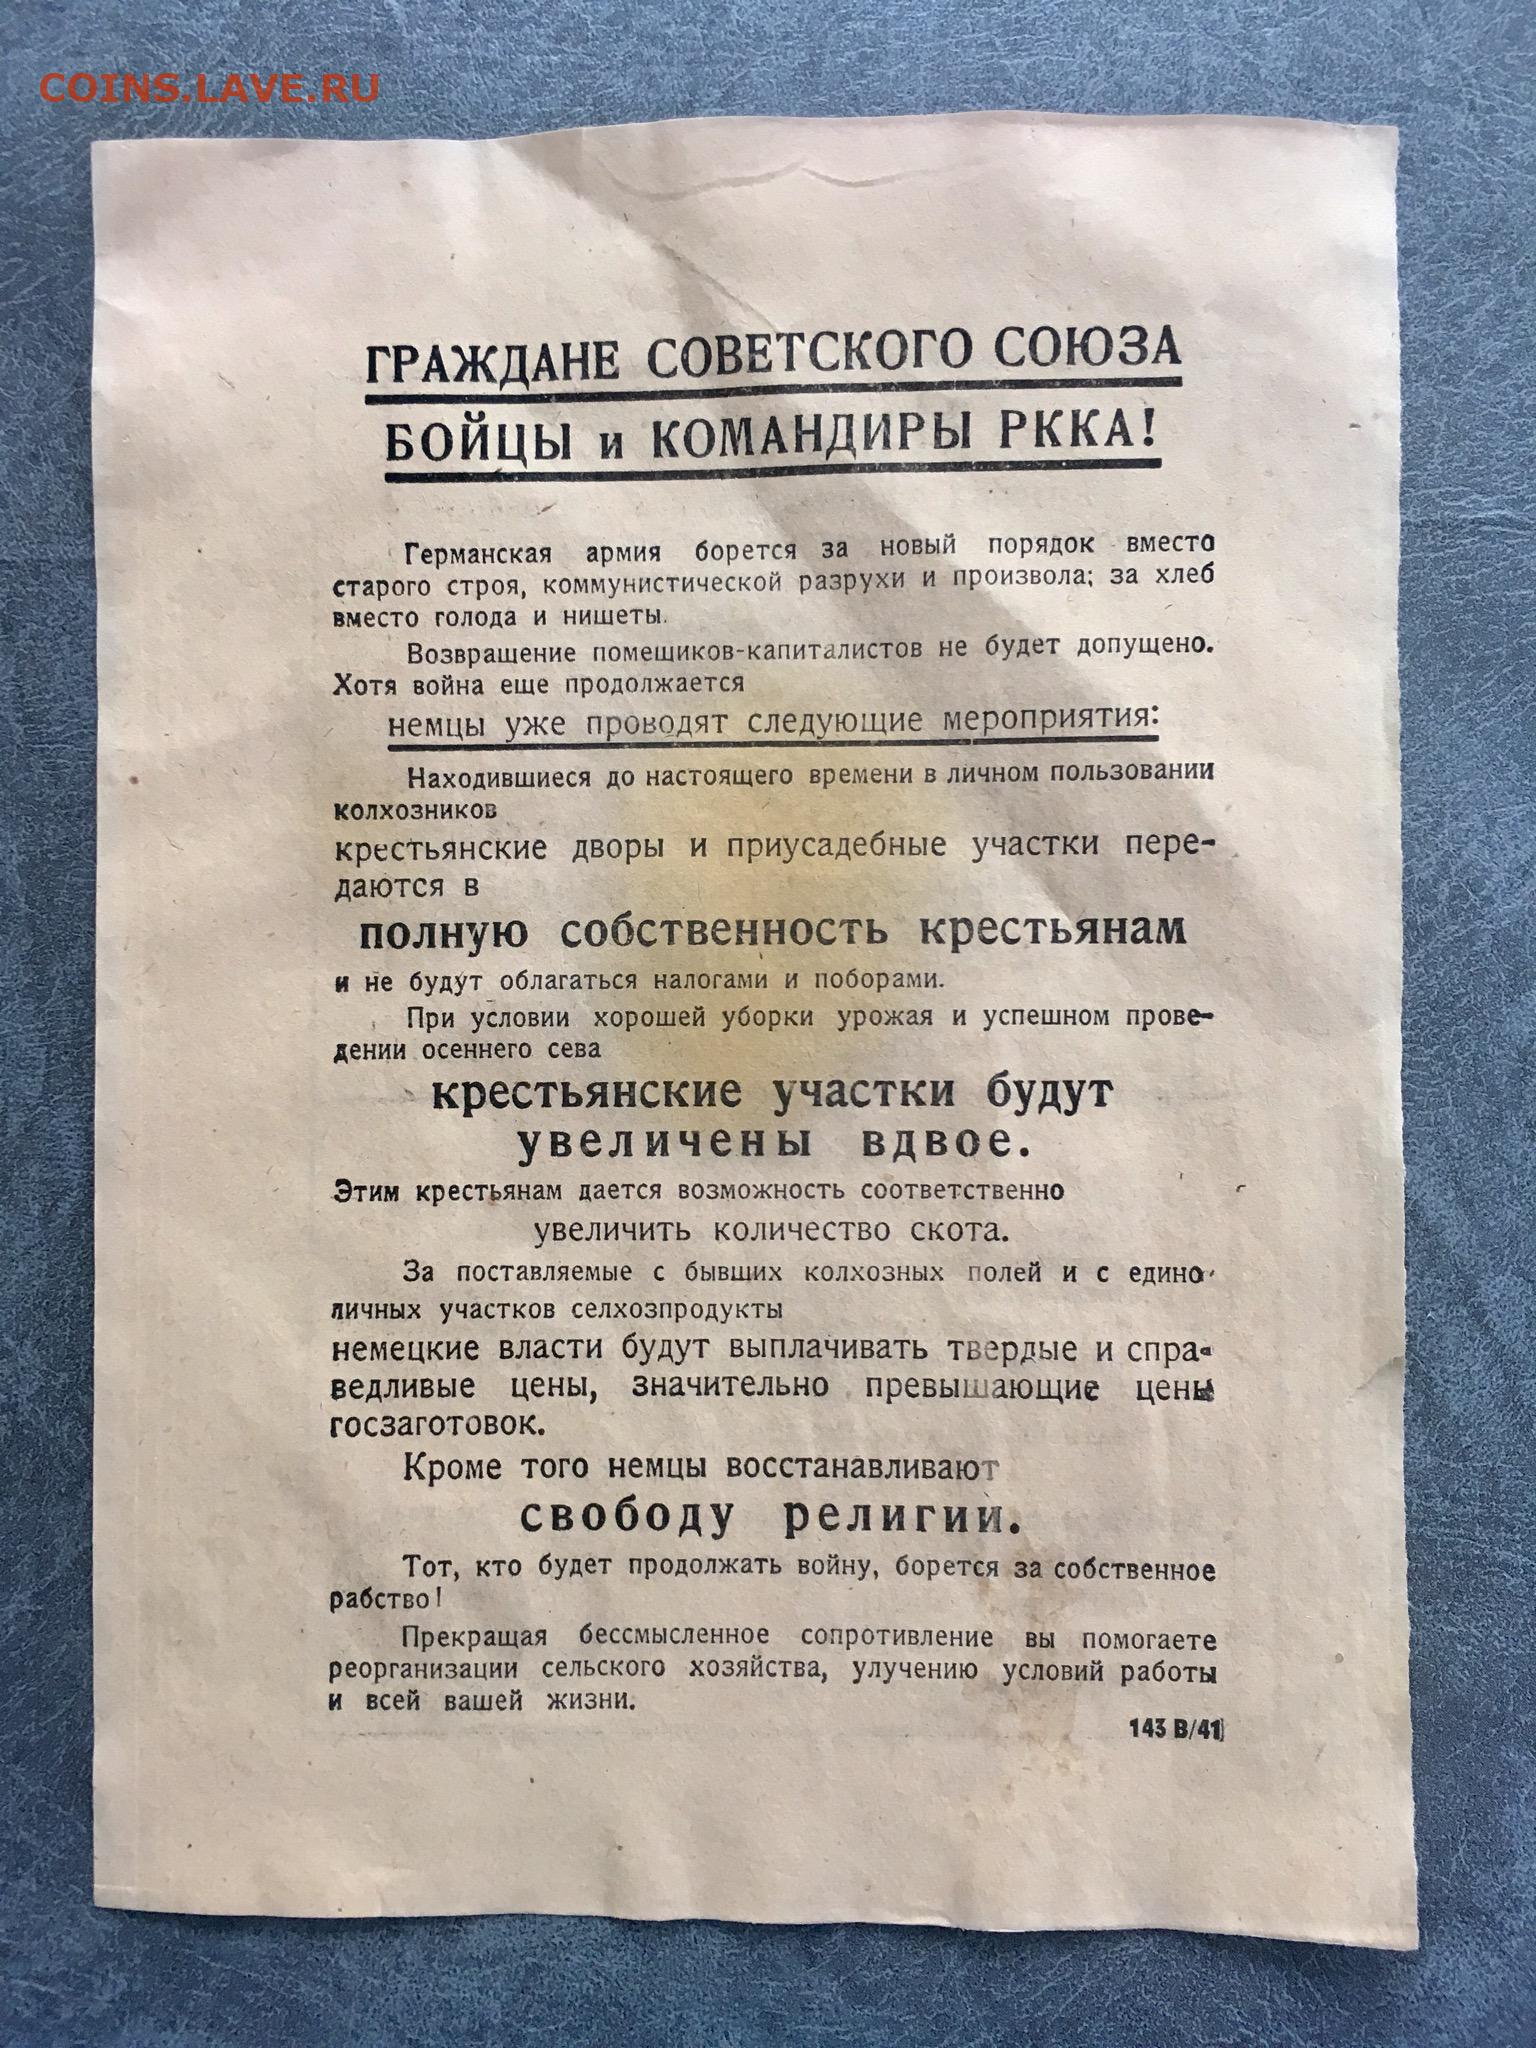 COINS.LAVE.RU
ГРАЖДАНЕ СОВЕТСКОГО СОЮЗА
БОЙЦЫ и КОМАНДИРЫ РККА!
Германская армия борется за новый порядок вместо
старого строя, коммунистической разрухи и произвола; за хлеб
вместо голода и нищеты.
Возвращение помещиков-капиталистов не будет допущено.
Хотя война еще продолжается
немцы уже проводят следующие мероприятия:
Находившиеся до настоящего времени в личном пользовании
колхозников
крестьянские дворы и приусадебные участки пере-
даются в
полную собственность крестьянам
и не будут облагаться налогами и поборами.
При условии хорошей уборки урожая и успешном прове-
дении осеннего сева
крестьянские участки будут
увеличены вдвое.
Этим крестьянам дается возможность соответственно
увеличить количество скота.
За поставляемые с бывших колхозных полей и с едино-
личных участков селхозпродукты
немецкие власти будут выплачивать твердые и спра-
ведливые цены, значительно превышающие цены
госзаготовок.
Кроме того немцы восстанавливают
свободу религии.
Тот, кто будет продолжать войну, борется за собственное
рабство!
Прекращая бессмысленное сопротивление вы помогаете
реорганизации сельского хозяйства, улучению условий работы
и всей вашей жизни.
143 В/41